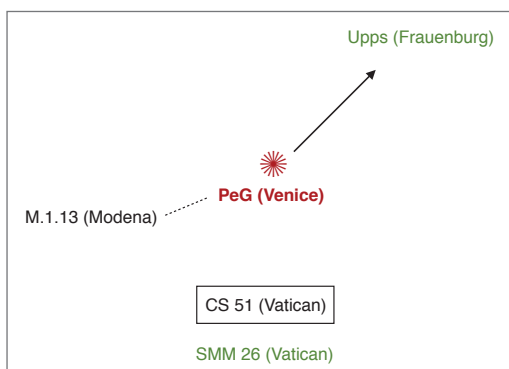 Upps (Frauenburg)
PeG (Venice)
M.1.13 (Modena)
CS 51 (Vatican)
SMM 26 (Vatican)